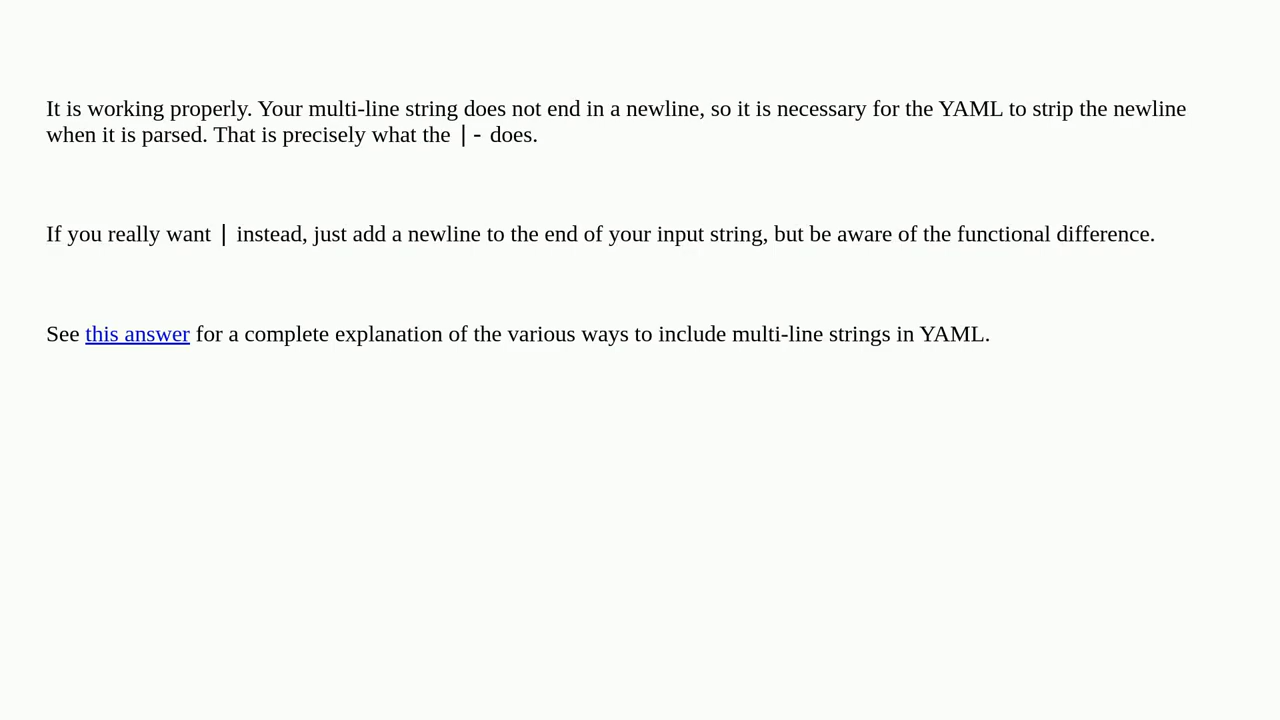 It is working properly. Your multi-line string does not end in a newline, so it is necessary for the YAML to strip the newline
when it is parsed. That is precisely what the |- does.
If you really want | instead, just add a newline to the end of your input string, but be aware of the functional difference.
See this answer for a complete explanation of the various ways to include multi-line strings in YAML.